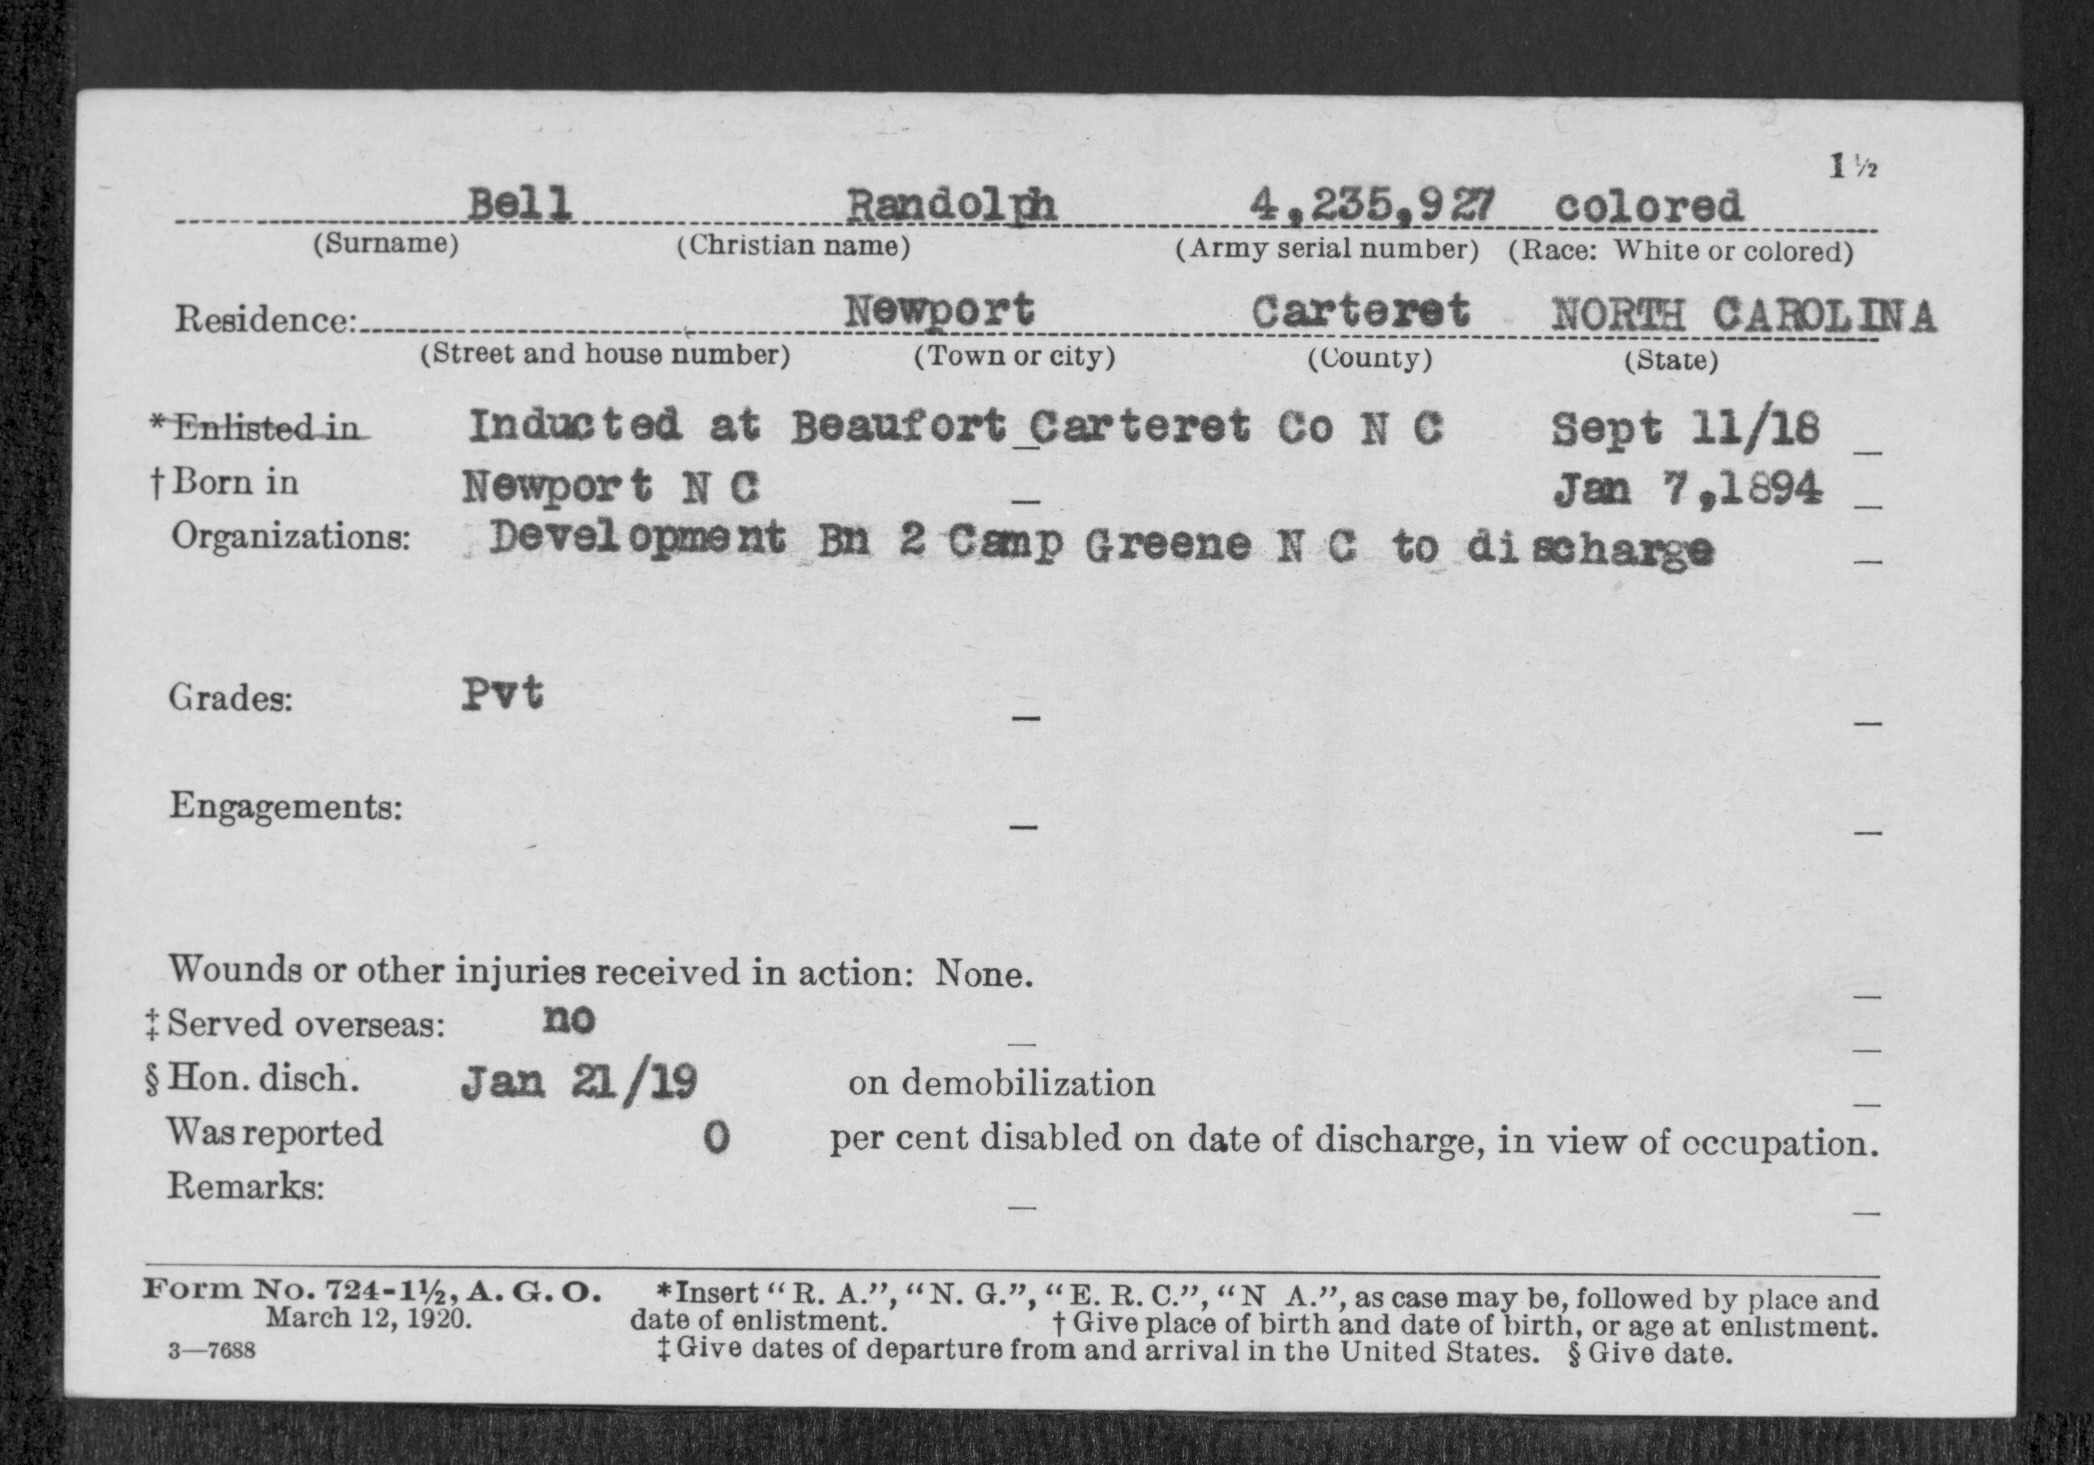 1 ½
Bell Randolph 4,235,927 colored
(Surname) (Christian name) (Army serial number) (Race: White or colored)
Residence: Newport Carteret NORTH CAROLINA
(Street and house number) (Town or city) (County) (State)
* Enlisted in Inducted at Beaufort Carteret Co N C Sept 11/18
† Born in Newport N C Jan 7,1894
Organizations: Development Bn 2 Camp Greene N C to discharge
Grades: Pvt
Engagements:
Wounds or other injuries received in action: None.
‡ Served overseas: no
§ Hon. disch. Jan 21/19 on demobilization
Was reported 0 per cent disabled on date of discharge, in view of occupation.
Remarks:
Form No. 724-1½, A. G. O. *Insert “R. A.”, “N. G.”, “E. R. C.”, “N A.”, as case may be, followed by place and
March 12, 1920. date of enlistment. † Give place of birth and date of birth, or age at enlistment.
3—7688 ‡ Give dates of departure from and arrival in the United States. § Give date.